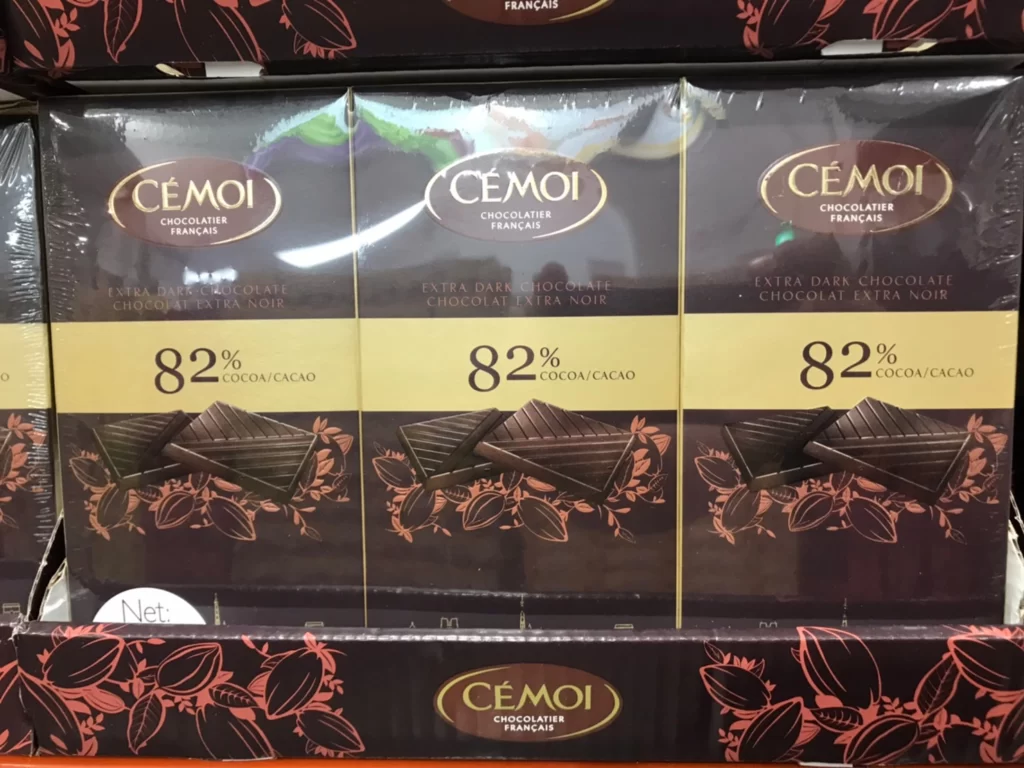 FRANÇAIS
CÉMOI
CHOCOLATIER
FRANÇAIS
EXTRA DARK CHOCOLATE
CHOCOLAT EXTRA NOIR
82%
COCOA/CACAO
Net:
CÉMOI
CHOCOLATIER
FRANÇAIS
EXTRA DARK CHOCOLATE
CHOCOLAT EXTRA NOIR
82%
COCOA/CACAO
CÉMOI
CHOCOLATIER
FRANÇAIS
EXTRA DARK CHOCOLATE
CHOCOLAT EXTRA NOIR
82%
COCOA/CACAO
CÉMOI
CHOCOLATIER
FRANÇAIS